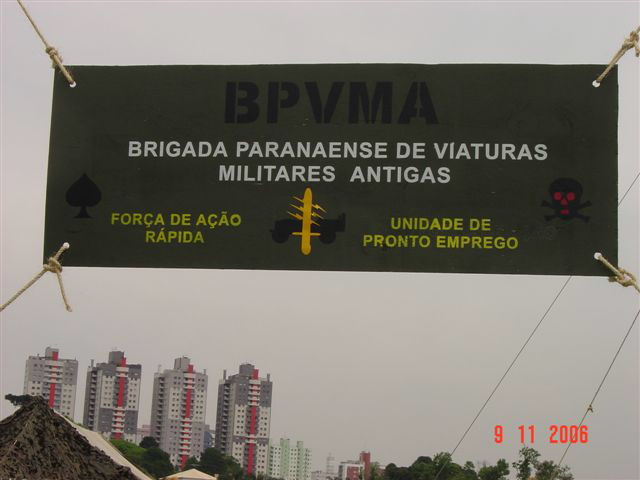 BPVMA
BRIGADA PARANAENSE DE VIATURAS
MILITARES ANTIGAS
FORÇA DE AÇÃO
RÁPIDA
UNIDADE DE
PRONTO EMPREGO
9 11 2006